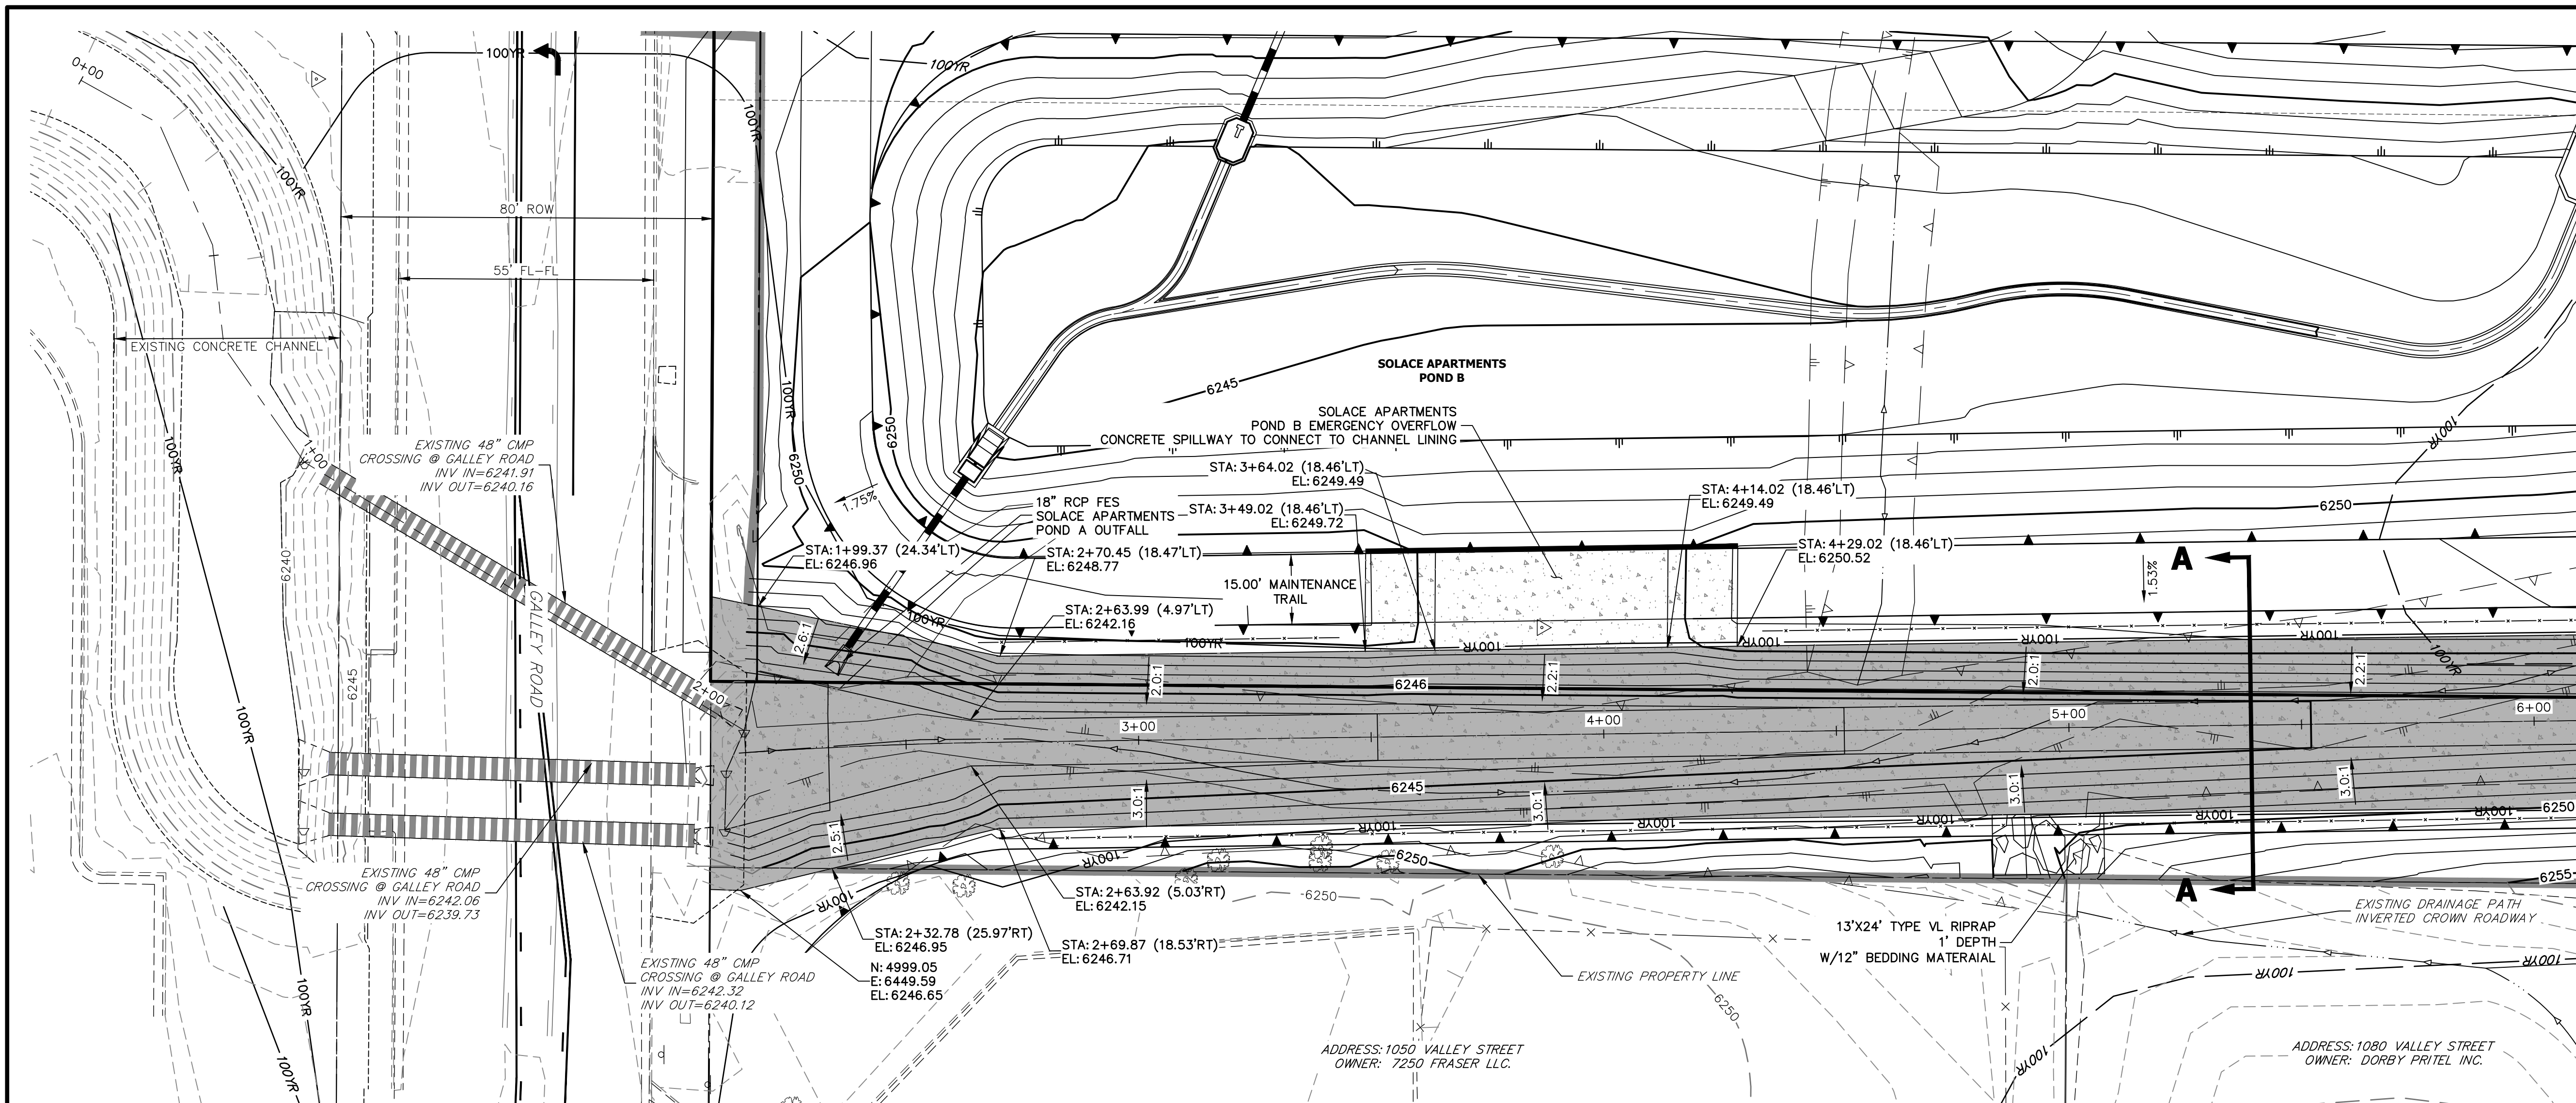 0+00
100YR
100YR
100YR
100YR
80' ROW
55' FL-FL
EXISTING CONCRETE CHANNEL
100YR
100YR
6245
SOLACE APARTMENTS
POND B
SOLACE APARTMENTS
POND B EMERGENCY OVERFLOW
CONCRETE SPILLWAY TO CONNECT TO CHANNEL LINING
100YR
1+00
EXISTING 48" CMP
CROSSING @ GALLEY ROAD
INV IN=6241.91
INV OUT=6240.16
6250
6250
1.75%
18" RCP FES
SOLACE APARTMENTS
POND A OUTFALL
STA: 3+64.02 (18.46'LT)
EL: 6249.49
STA: 3+49.02 (18.46'LT)
EL: 6249.72
STA: 4+14.02 (18.46'LT)
EL: 6249.49
6250
STA: 1+99.37 (24.34'LT)
EL: 6246.96
STA: 2+70.45 (18.47'LT)
EL: 6248.77
15.00' MAINTENANCE
TRAIL
STA: 4+29.02 (18.46'LT)
EL: 6250.52
1.53%
A
6240
GALLEY ROAD
STA: 2+63.99 (4.97'LT)
EL: 6242.16
100YR
100YR
100YR
100YR
100YR
100YR
100YR
2.6:1
2.0:1
2.2:1
2.0:1
2.2:1
6245
2+00
6246
3+00
4+00
5+00
6+00
100YR
6245
2.5:1
3.0:1
3.0:1
3.0:1
3.0:1
6250
100YR
100YR
100YR
100YR
100YR
100YR
6250
6255
EXISTING 48" CMP
CROSSING @ GALLEY ROAD
INV IN=6242.06
INV OUT=6239.73
100YR
STA: 2+63.92 (5.03'RT)
EL: 6242.15
6250
A
EXISTING DRAINAGE PATH
INVERTED CROWN ROADWAY
STA: 2+32.78 (25.97'RT)
EL: 6246.95
STA: 2+69.87 (18.53'RT)
EL: 6246.71
13'X24' TYPE VL RIPRAP
1' DEPTH
W/12" BEDDING MATERAIAL
EXISTING 48" CMP
CROSSING @ GALLEY ROAD
INV IN=6242.32
INV OUT=6240.12
N: 4999.05
E: 6449.59
EL: 6246.65
EXISTING PROPERTY LINE
100YR
100YR
100YR
6250
100YR
100YR
ADDRESS: 1050 VALLEY STREET
OWNER: 7250 FRASER LLC.
ADDRESS: 1080 VALLEY STREET
OWNER: DORBY PRITEL INC.